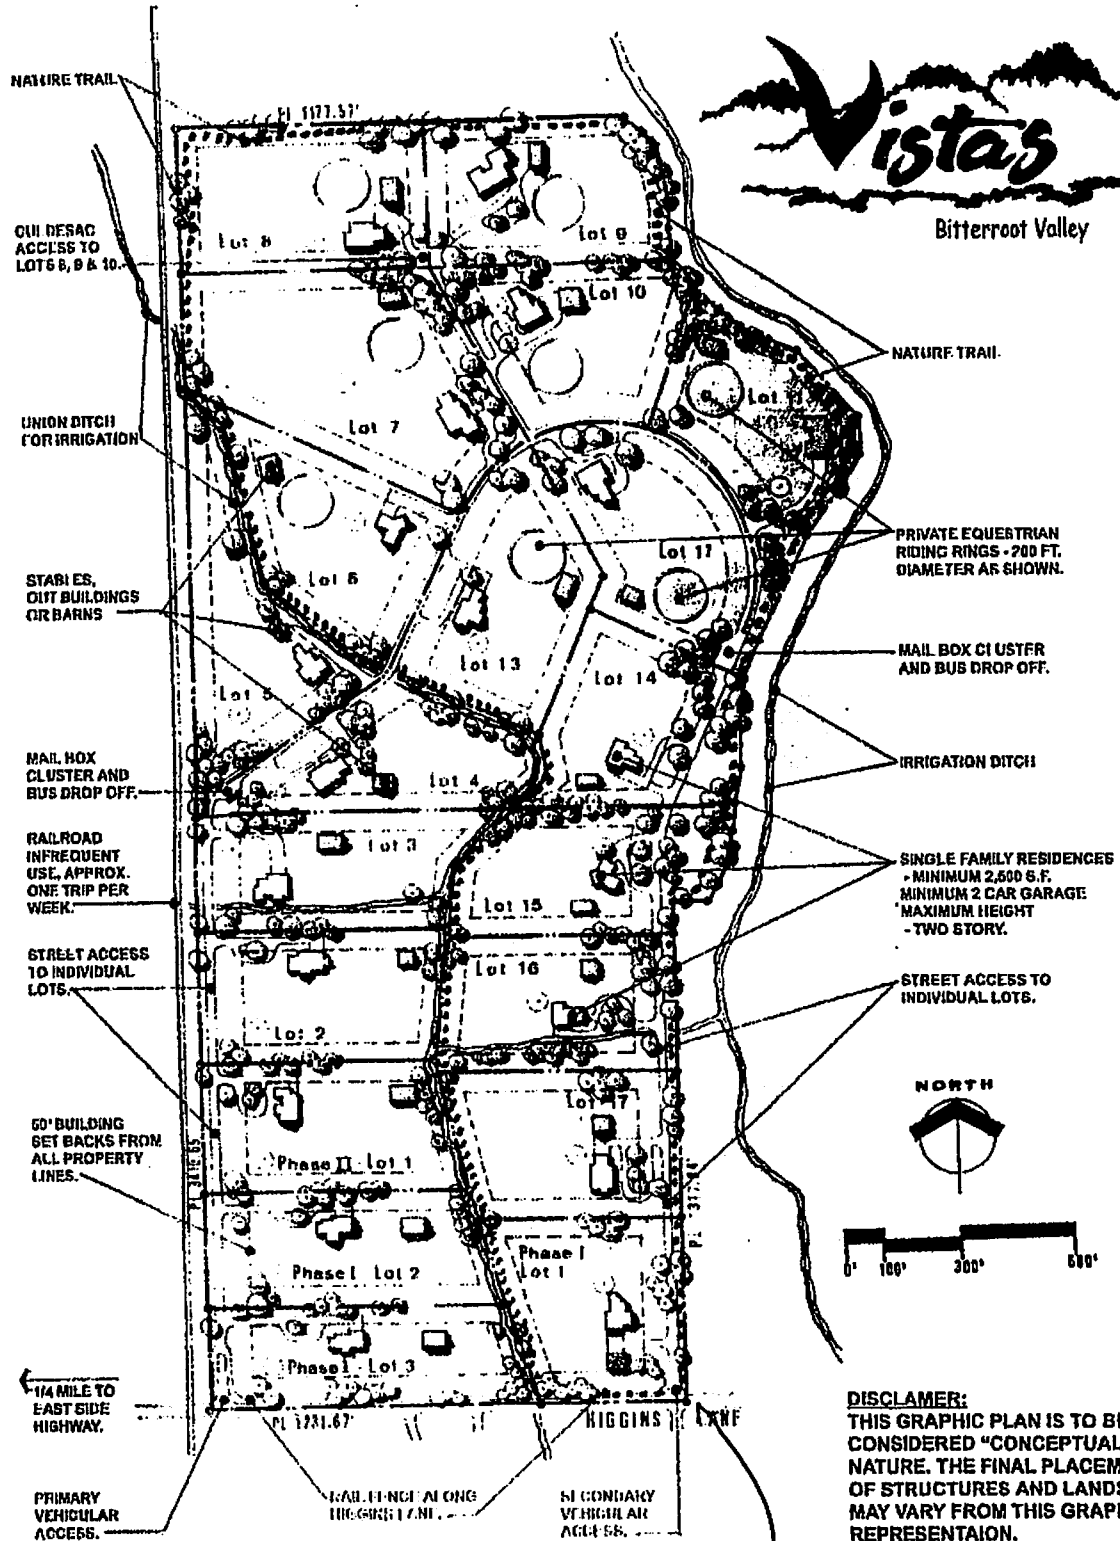 Vistas
Bitterroot Valley
NATURE TRAIL
PL 1177.57'
CUL DESAC
ACCESS TO
LOTS 8, 9 & 10.
Lot 8
Lot 9
Lot 10
NATURE TRAIL
Lot 11
UNION DITCH
FOR IRRIGATION
Lot 7
PRIVATE EQUESTRIAN
RIDING RINGS - 200 FT.
DIAMETER AS SHOWN.
STABLES,
OUT BUILDINGS
OR BARNS
Lot 6
Lot 12
MAIL BOX CLUSTER
AND BUS DROP OFF.
Lot 13
Lot 14
Lot 5
IRRIGATION DITCH
MAIL BOX
CLUSTER AND
BUS DROP OFF.
Lot 4
RAILROAD
INFREQUENT
USE, APPROX.
ONE TRIP PER
WEEK.
Lot 3
SINGLE FAMILY RESIDENCES
- MINIMUM 2,500 S.F.
MINIMUM 2 CAR GARAGE
MAXIMUM HEIGHT
- TWO STORY.
Lot 15
STREET ACCESS
TO INDIVIDUAL
LOTS.
Lot 16
STREET ACCESS TO
INDIVIDUAL LOTS.
Lot 2
NORTH
Lot 17
50' BUILDING
SET BACKS FROM
ALL PROPERTY
LINES.
Phase II - Lot 1
0' 100' 300' 600'
Phase I
Lot 1
Phase I Lot 2
Phase I - Lot 3
1/4 MILE TO
EAST SIDE
HIGHWAY.
PL 1231.67'
HIGGINS LANE
DISCLAMER:
THIS GRAPHIC PLAN IS TO BE
CONSIDERED "CONCEPTUAL
NATURE. THE FINAL PLACEM
OF STRUCTURES AND LANDS
MAY VARY FROM THIS GRAPH
REPRESENTAION.
PRIMARY
VEHICULAR
ACCESS.
RAIL FENCE ALONG
HIGGINS LANE.
SECONDARY
VEHICULAR
ACCESS.